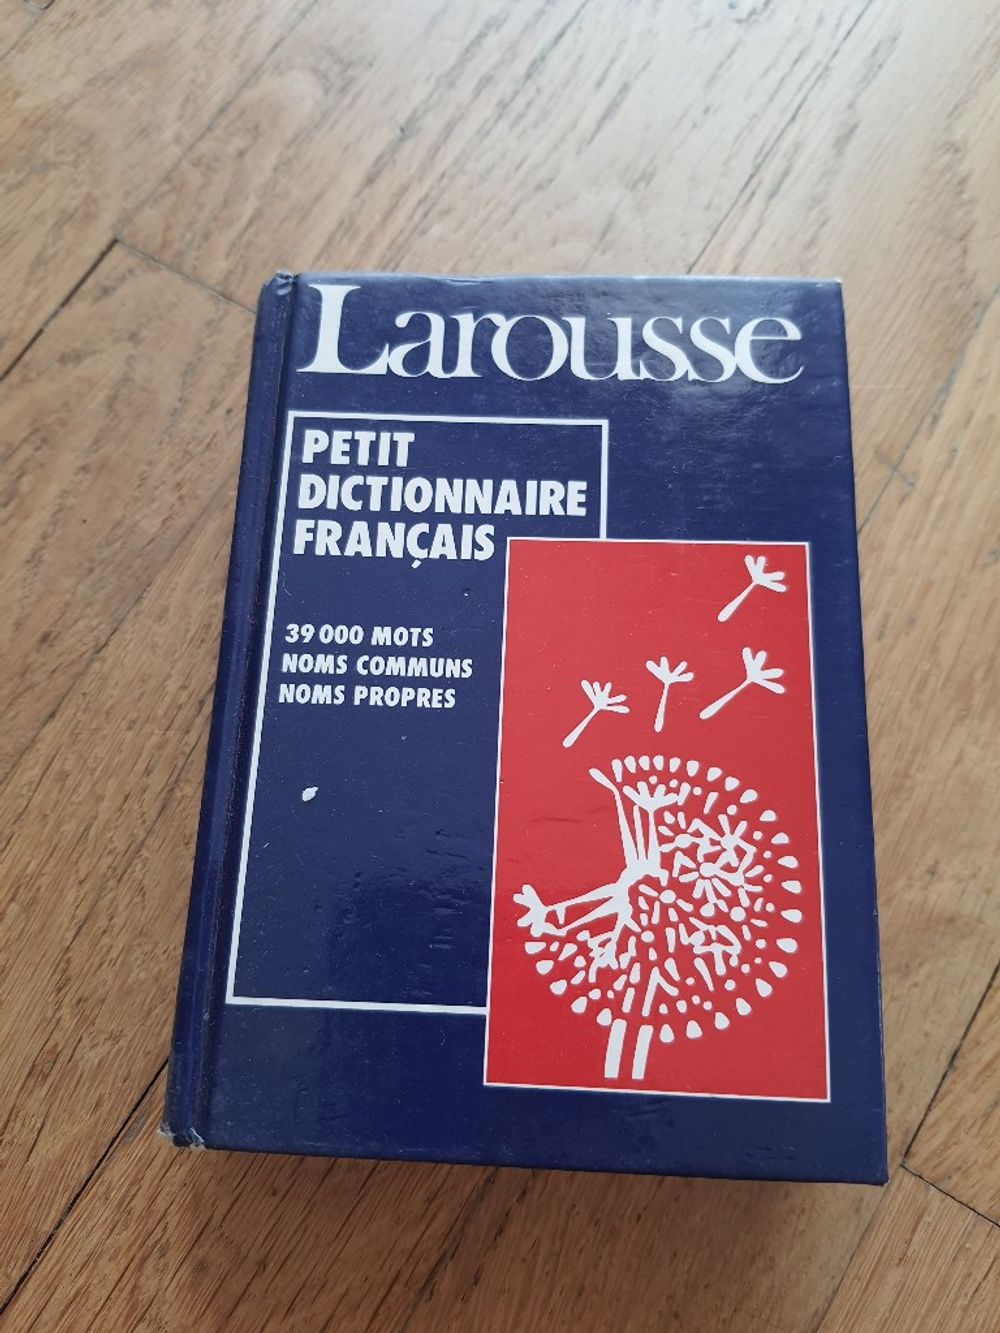 Larousse
PETIT
DICTIONNAIRE
FRANÇAIS
39 000 MOTS
NOMS COMMUNS
NOMS PROPRES